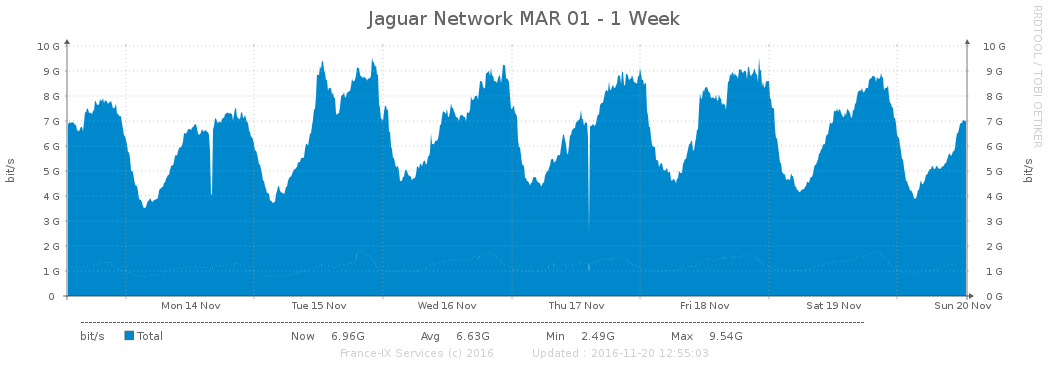 Jaguar Network MAR 01 - 1 Week
RRDTOOL / TOBI OETIKER
bit/s
10 G 10 G
9 G 9 G
8 G 8 G
7 G 7 G
6 G 6 G
5 G 5 G
4 G 4 G
3 G 3 G
2 G 2 G
1 G 1 G
0 0 G
bit/s
Mon 14 Nov Tue 15 Nov Wed 16 Nov Thu 17 Nov Fri 18 Nov Sat 19 Nov Sun 20 Nov
bit/s Total Now 6.96G Avg 6.63G Min 2.49G Max 9.54G
France-IX Services (c) 2016 Updated : 2016-11-20 12:55:03